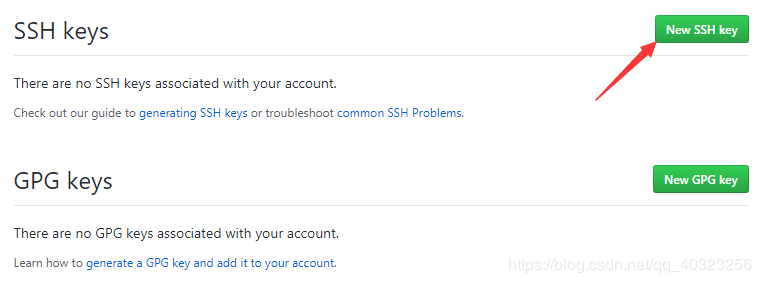 SSH keys
New SSH key
There are no SSH keys associated with your account.
Check out our guide to generating SSH keys or troubleshoot common SSH Problems.
GPG keys
New GPG key
There are no GPG keys associated with your account.
Learn how to generate a GPG key and add it to your account.
https://blog.csdn.net/qq_40323256